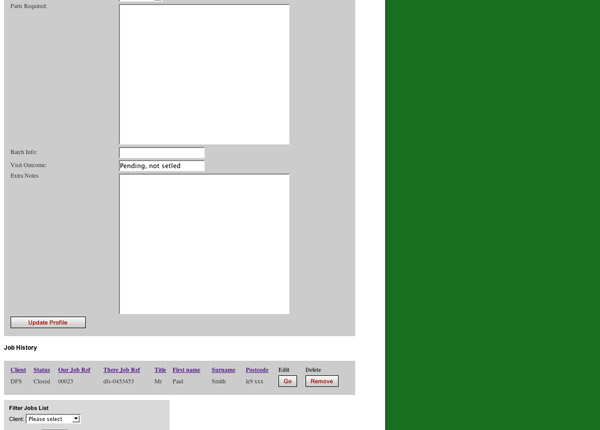 Parts Required:
Batch Info:
Visit Outcome: Pending, not setled
Extra Notes
Update Profile
Job History
Client Status Our Job Ref There Job Ref Title First name Surname Postcode Edit Delete
DFS Closed 00023 dfs-0453453 Mr Paul Smith le9 xxx Go Remove
Filter Jobs List
Client: Please select